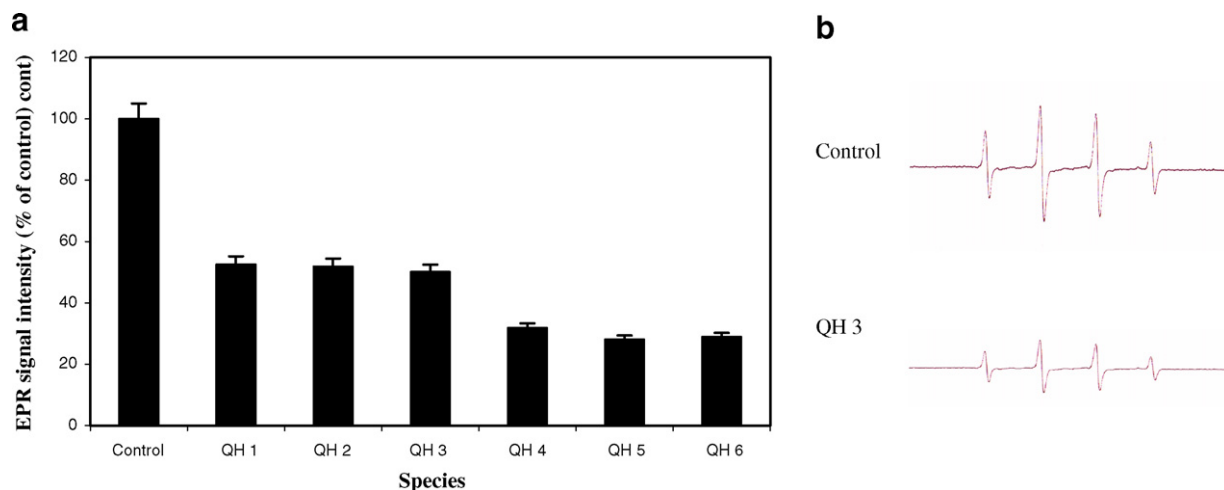 a
EPR signal intensity (% of control) cont
120
100
80
60
40
20
0
Control QH 1 QH 2 QH 3 QH 4 QH 5 QH 6
Species
b
Control
QH 3